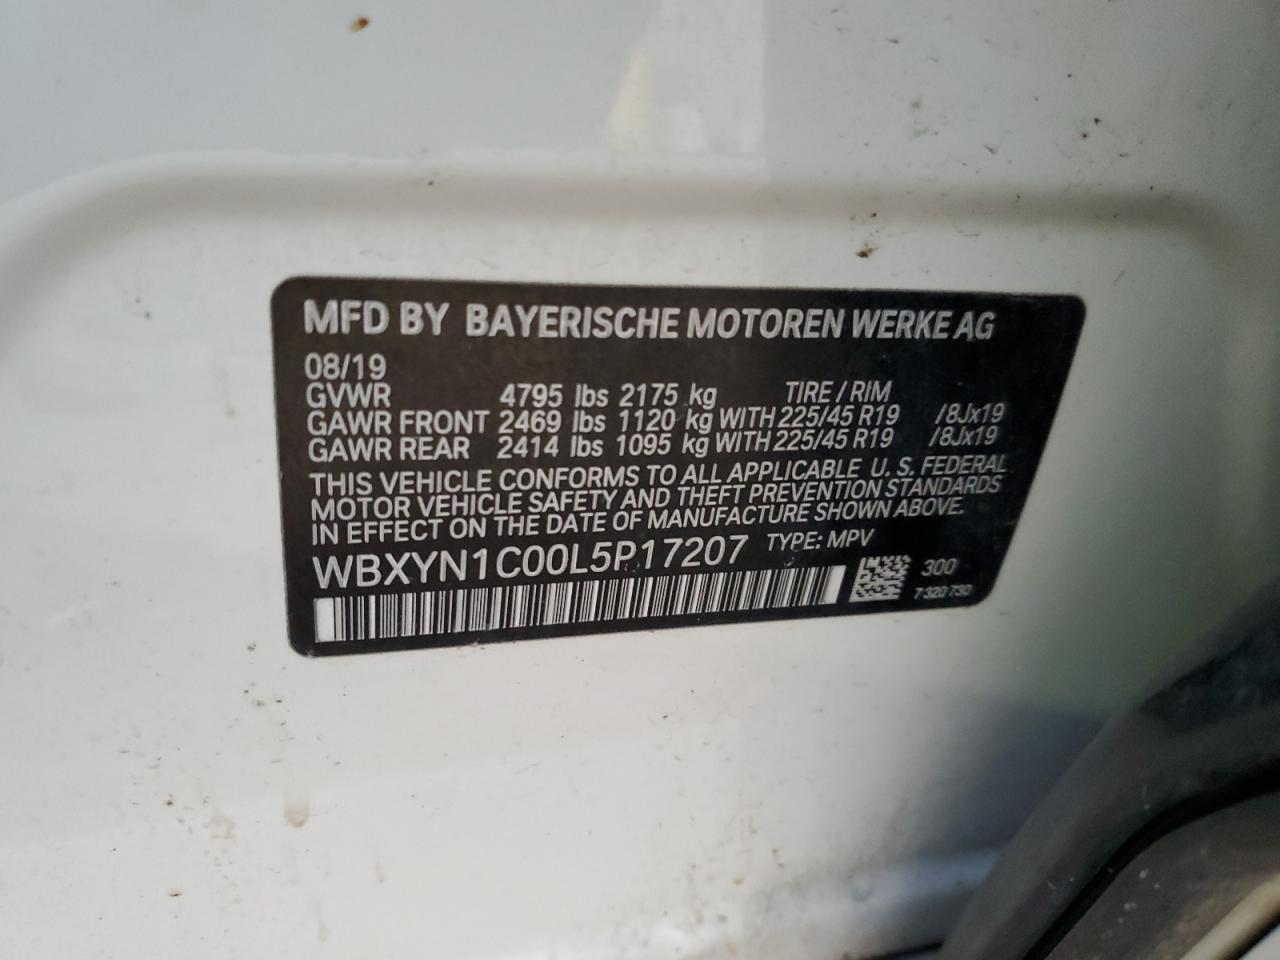 MFD BY BAYERISCHE MOTOREN WERKE AG
08/19
GVWR 4795 lbs 2175 kg TIRE / RIM
GAWR FRONT 2469 lbs 1120 kg WITH 225/45 R19 /8Jx19
GAWR REAR 2414 lbs 1095 kg WITH 225/45 R19 /8Jx19
THIS VEHICLE CONFORMS TO ALL APPLICABLE U. S. FEDERAL
MOTOR VEHICLE SAFETY AND THEFT PREVENTION STANDARDS
IN EFFECT ON THE DATE OF MANUFACTURE SHOWN ABOVE.
WBXYN1C00L5P17207 TYPE: MPV
300
7 320 730